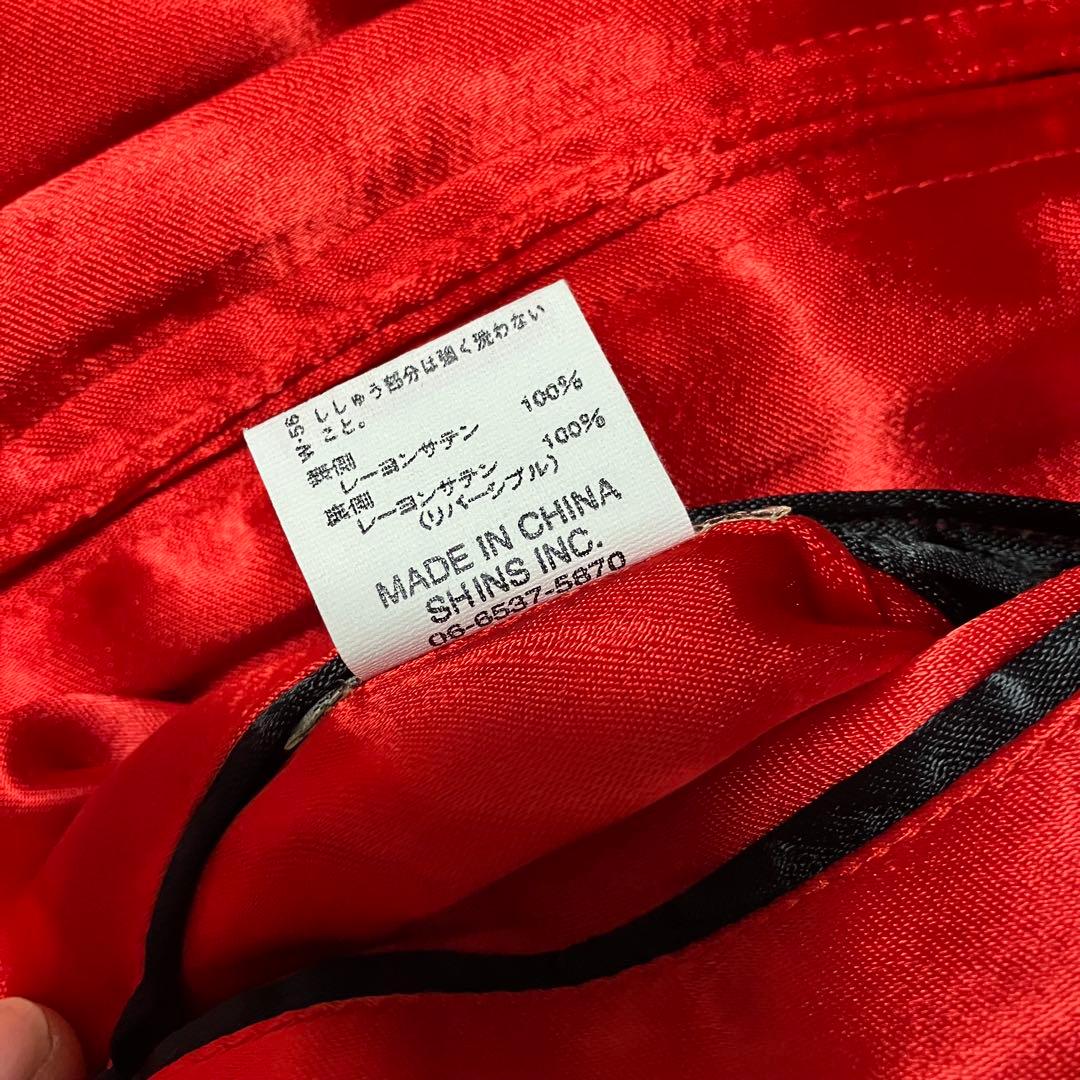 W-56 ししゅう部分は強く洗わない
こと。
裏側
レーヨンサテン 100%
裏側
レーヨンサテン 100%
(リバーシブル)
MADE IN CHINA
SHINS INC.
06-6537-5870